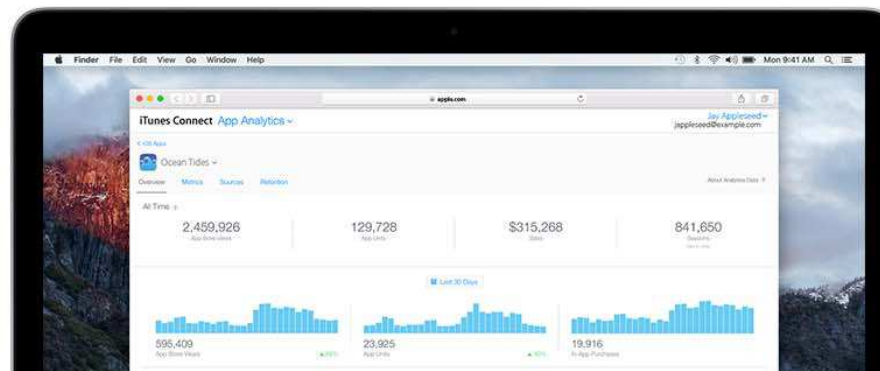 Finder File Edit View Go Window Help Mon 9:41 AM
apple.com
iTunes Connect App Analytics
Jay Appleseed
jappleseed@example.com
iOS Apps
Ocean Tides
Overview Metrics Sources Retention About Analytics Data ?
All Time
2,459,926 129,728 $315,268 841,650
App Store Views App Units Sales Sessions
Last 30 Days
595,409 23,925 19,916
App Store Views App Units In-App Purchases